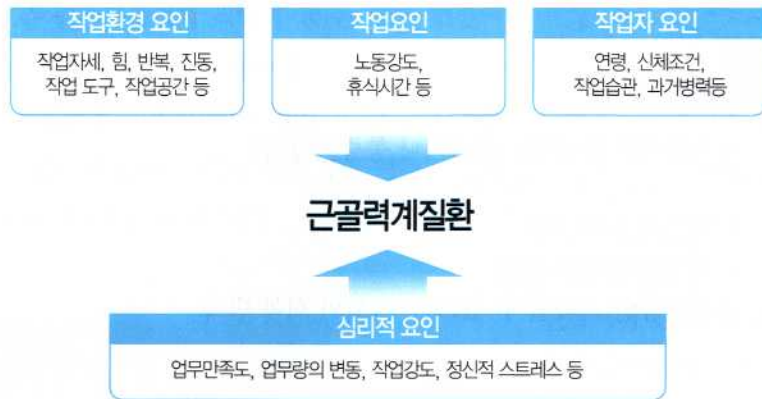 작업환경 요인
작업자세, 힘, 반복, 진동,
작업 도구, 작업공간 등
작업요인
노동강도,
휴식시간 등
작업자 요인
연령, 신체조건,
작업습관, 과거병력등
근골력계질환
심리적 요인
업무만족도, 업무량의 변동, 작업강도, 정신적 스트레스 등